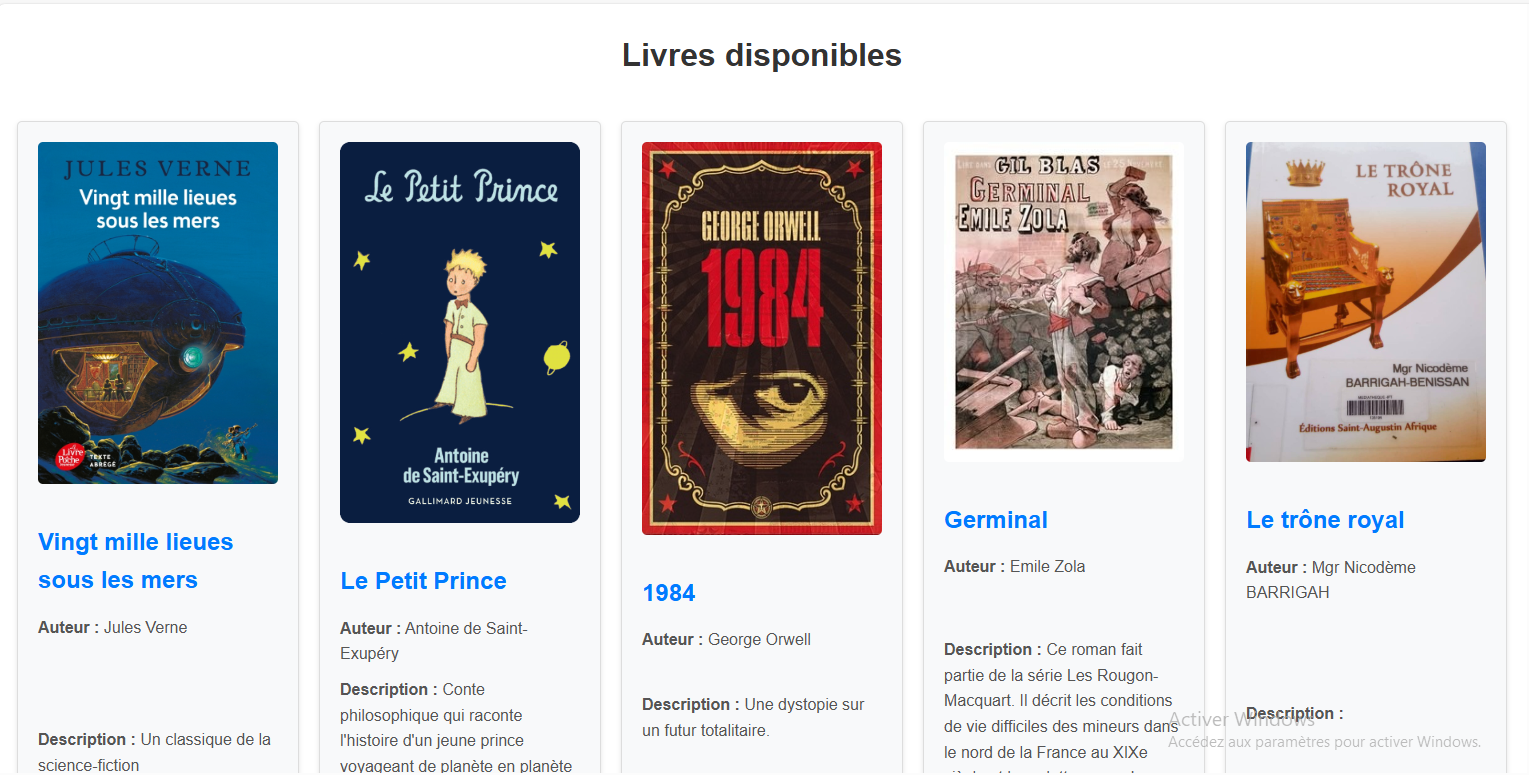 Livres disponibles
JULES VERNE
Vingt mille lieues
sous les mers
Le Livre
de Poche
TEXTE
ABRÉGÉ
Vingt mille lieues
sous les mers
Auteur : Jules Verne
Description : Un classique de la
science-fiction
Le Petit Prince
Antoine
de Saint-Exupéry
GALLIMARD JEUNESSE
Le Petit Prince
Auteur : Antoine de Saint-
Exupéry
Description : Conte
philosophique qui raconte
l'histoire d'un jeune prince
voyageant de planète en planète
GEORGE ORWELL
1984
1984
Auteur : George Orwell
Description : Une dystopie sur
un futur totalitaire.
LIRE DANS GIL BLAS LE 25 NOVEMBRE
GERMINAL
EMILE ZOLA
Germinal
Auteur : Emile Zola
Description : Ce roman fait
partie de la série Les Rougon-
Macquart. Il décrit les conditions
de vie difficiles des mineurs dans
le nord de la France au XIXe
LE TRÔNE
ROYAL
Mgr Nicodème
BARRIGAH-BENISSAN
Éditions Saint-Augustin Afrique
Le trône royal
Auteur : Mgr Nicodème
BARRIGAH
Description :
Activer Windows
Accédez aux paramètres pour activer Windows.